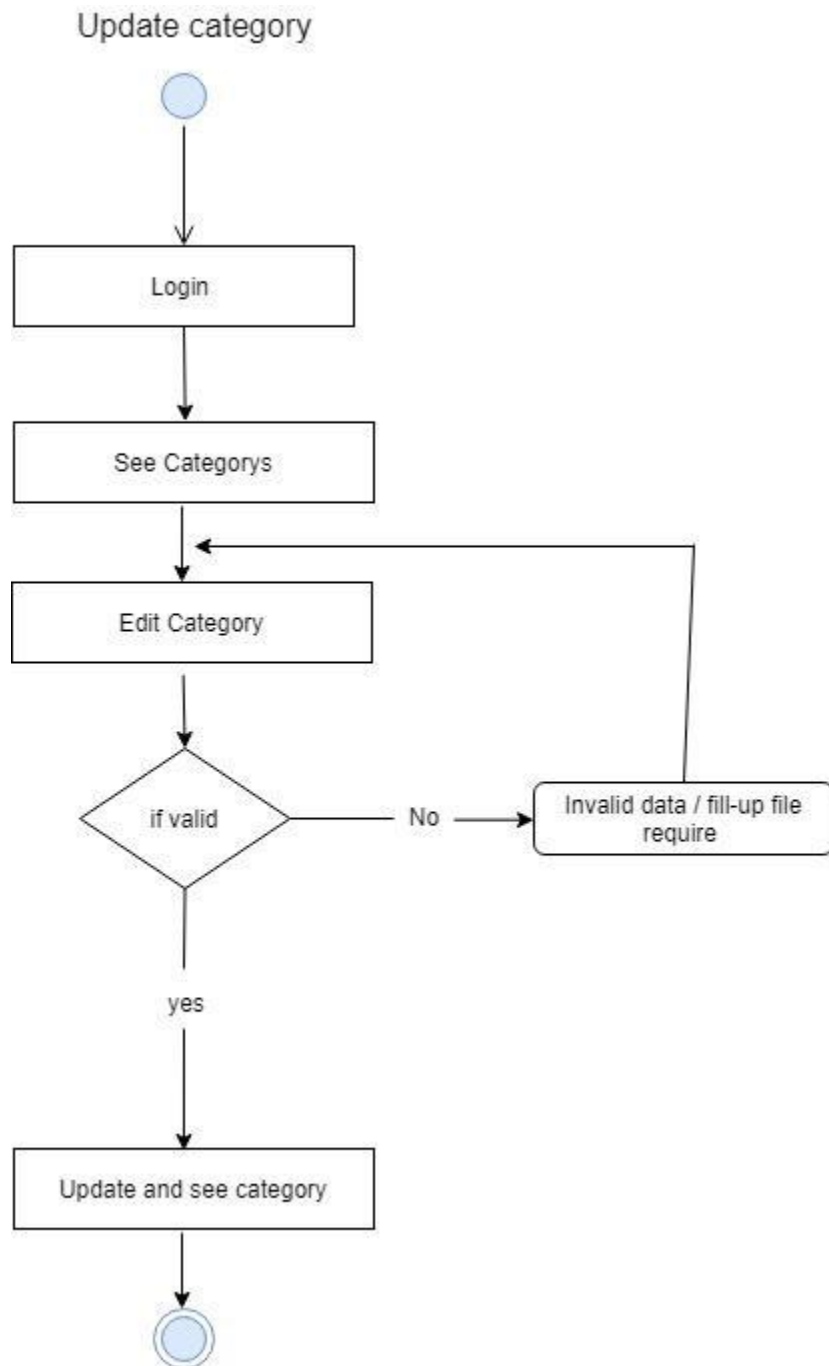 Update category
Login
See Categorys
Edit Category
if valid
No
Invalid data / fill-up file
require
yes
Update and see category